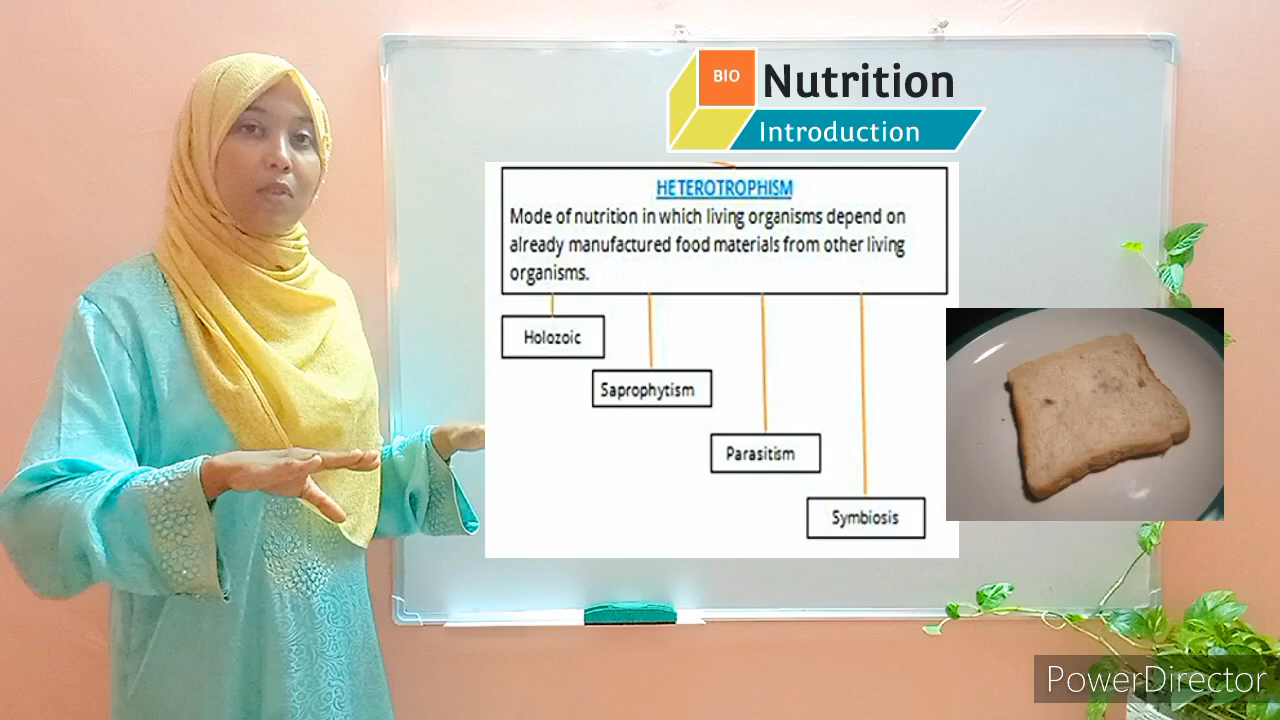 BIO
Nutrition
Introduction
HETEROTROPHISM
Mode of nutrition in which living organisms depend on
already manufactured food materials from other living
organisms.
Holozoic
Saprophytism
Parasitism
Symbiosis
PowerDirector